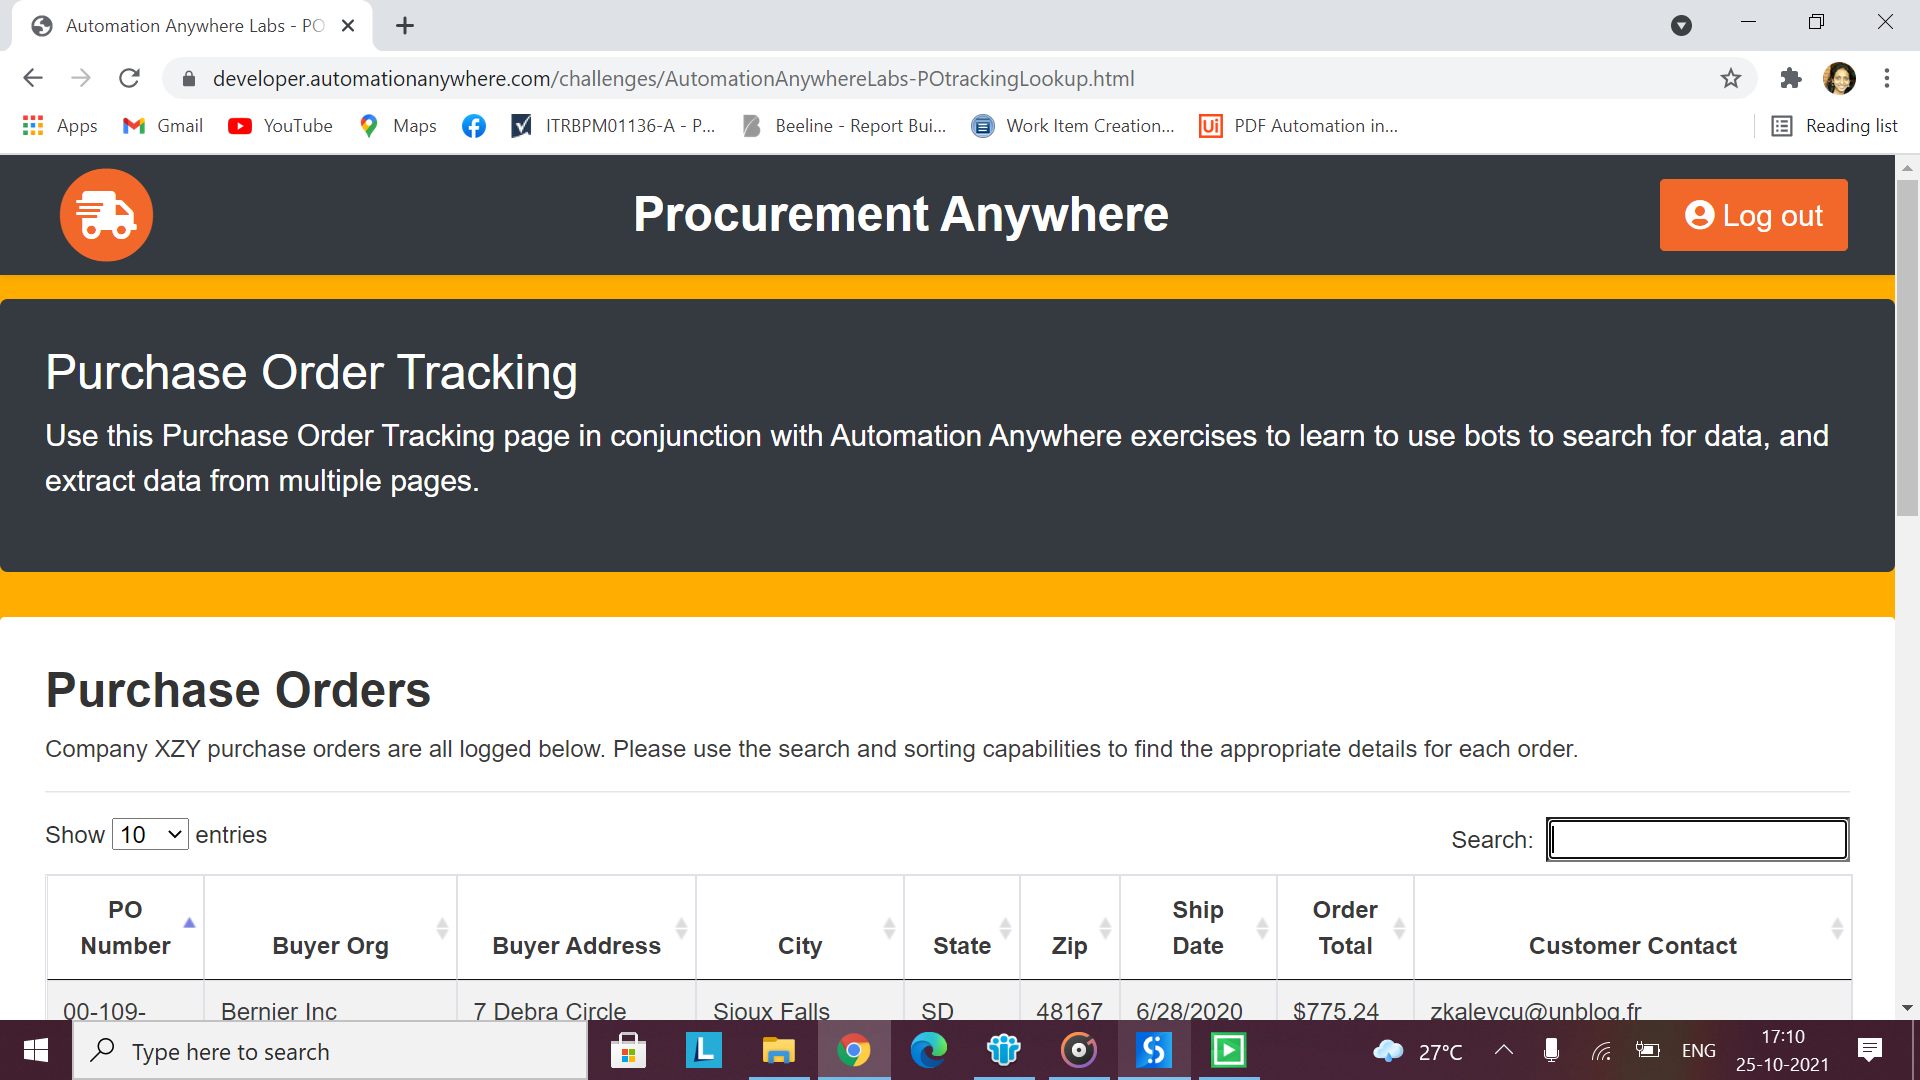 Automation Anywhere Labs - PO
developer.automationanywhere.com/challenges/AutomationAnywhereLabs-POtrackingLookup.html
Apps Gmail YouTube Maps ITRBPM01136-A - P... Beeline - Report Bui... Work Item Creation... Ui PDF Automation in... Reading list
Procurement Anywhere
Log out
Purchase Order Tracking
Use this Purchase Order Tracking page in conjunction with Automation Anywhere exercises to learn to use bots to search for data, and
extract data from multiple pages.
Purchase Orders
Company XZY purchase orders are all logged below. Please use the search and sorting capabilities to find the appropriate details for each order.
Show 10 entries
Search:
PO Number Buyer Org Buyer Address City State Zip Ship Date Order Total Customer Contact
00-109- Bernier Inc 7 Debra Circle Sioux Falls SD 48167 6/28/2020 $775.24 zkaleycu@unblog.fr
Type here to search
L
27°C
ENG
17:10
25-10-2021